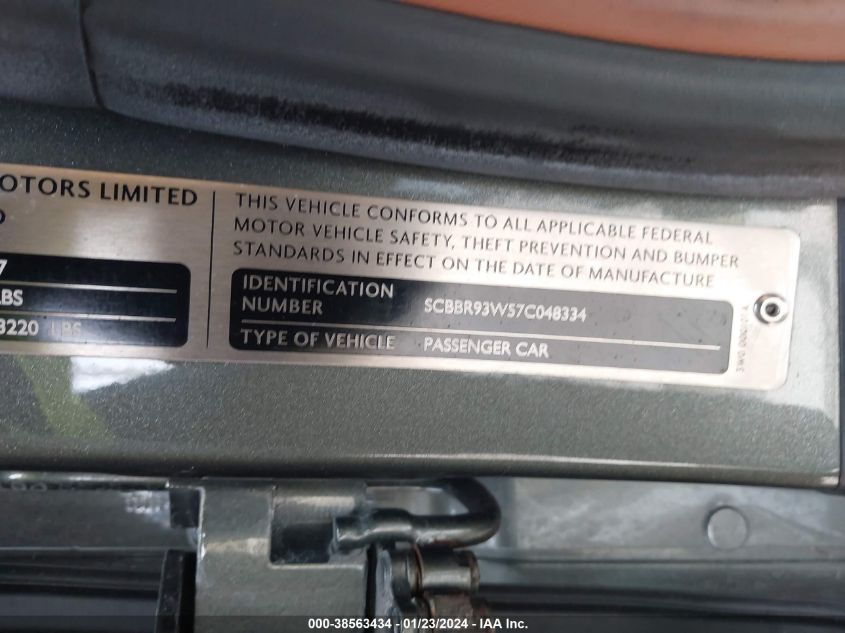 OTORS LIMITED
THIS VEHICLE CONFORMS TO ALL APPLICABLE FEDERAL
MOTOR VEHICLE SAFETY, THEFT PREVENTION AND BUMPER
STANDARDS IN EFFECT ON THE DATE OF MANUFACTURE
7
LBS
3220 LBS
IDENTIFICATION
NUMBER SCBBR93W57C048334
TYPE OF VEHICLE PASSENGER CAR
000-38563434 - 01/23/2024 - IAA Inc.